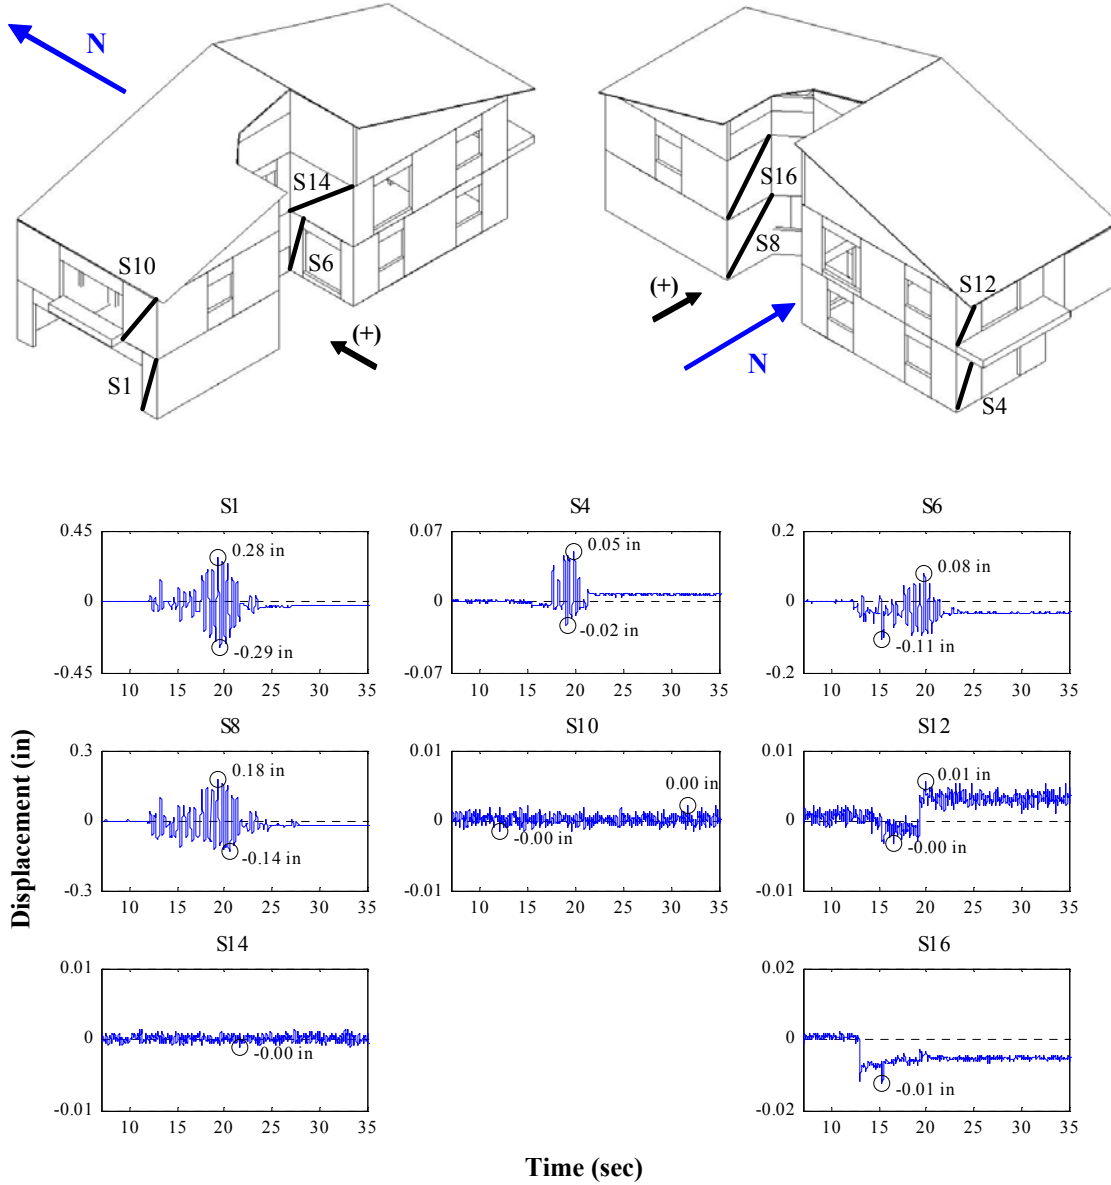 N
S14
S10
S6
S1
(+)
S16
S8
S12
(+)
N
S4
S1
S4
S6
0.45
0
-0.45
0.28 in
-0.29 in
10 15 20 25 30 35
0.07
0
-0.07
0.05 in
-0.02 in
10 15 20 25 30 35
0.2
0
-0.2
0.08 in
-0.11 in
10 15 20 25 30 35
Displacement (in)
S8
S10
S12
0.3
0
-0.3
0.18 in
-0.14 in
10 15 20 25 30 35
0.01
0
-0.01
0.00 in
-0.00 in
10 15 20 25 30 35
0.01
0
-0.01
0.01 in
-0.00 in
10 15 20 25 30 35
S14
S16
0.01
0
-0.01
-0.00 in
10 15 20 25 30 35
0.02
0
-0.02
-0.01 in
10 15 20 25 30 35
Time (sec)